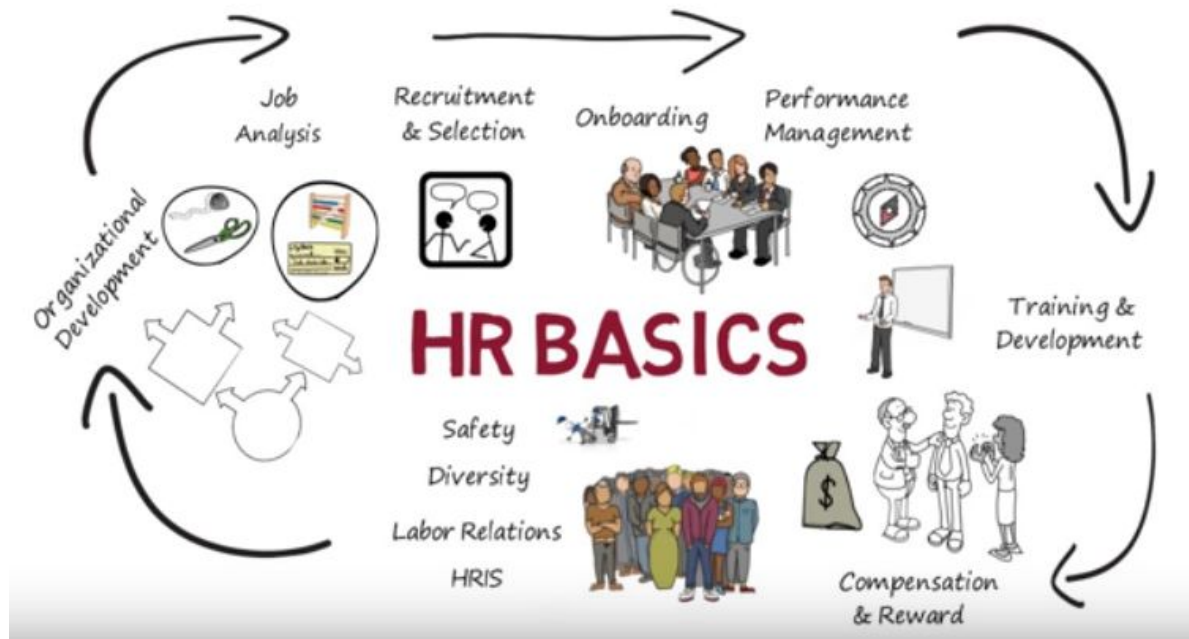 Job
Analysis
Recruitment
& Selection
Onboarding
Performance
Management
Organizational
Development
HR BASICS
Training &
Development
Safety
Diversity
Labor Relations
HRIS
$
Compensation
& Reward